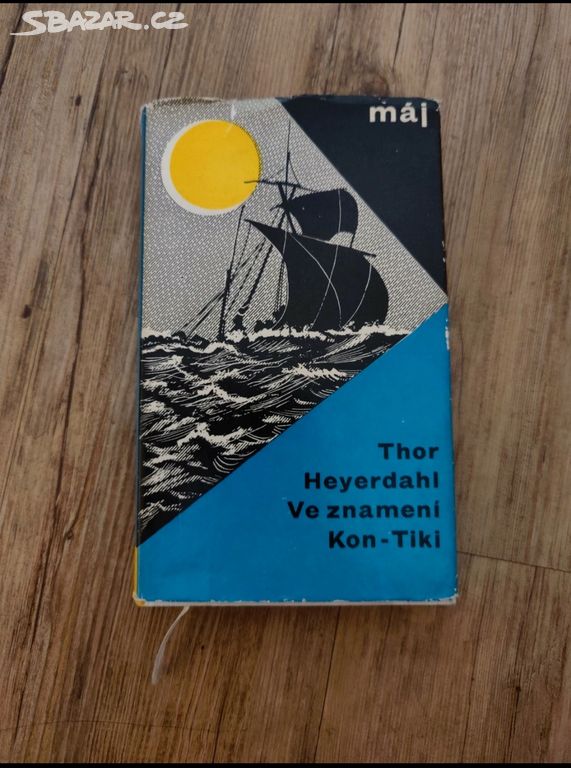 SBAZAR.CZ
máj
Thor
Heyerdahl
Ve znamení
Kon-Tiki